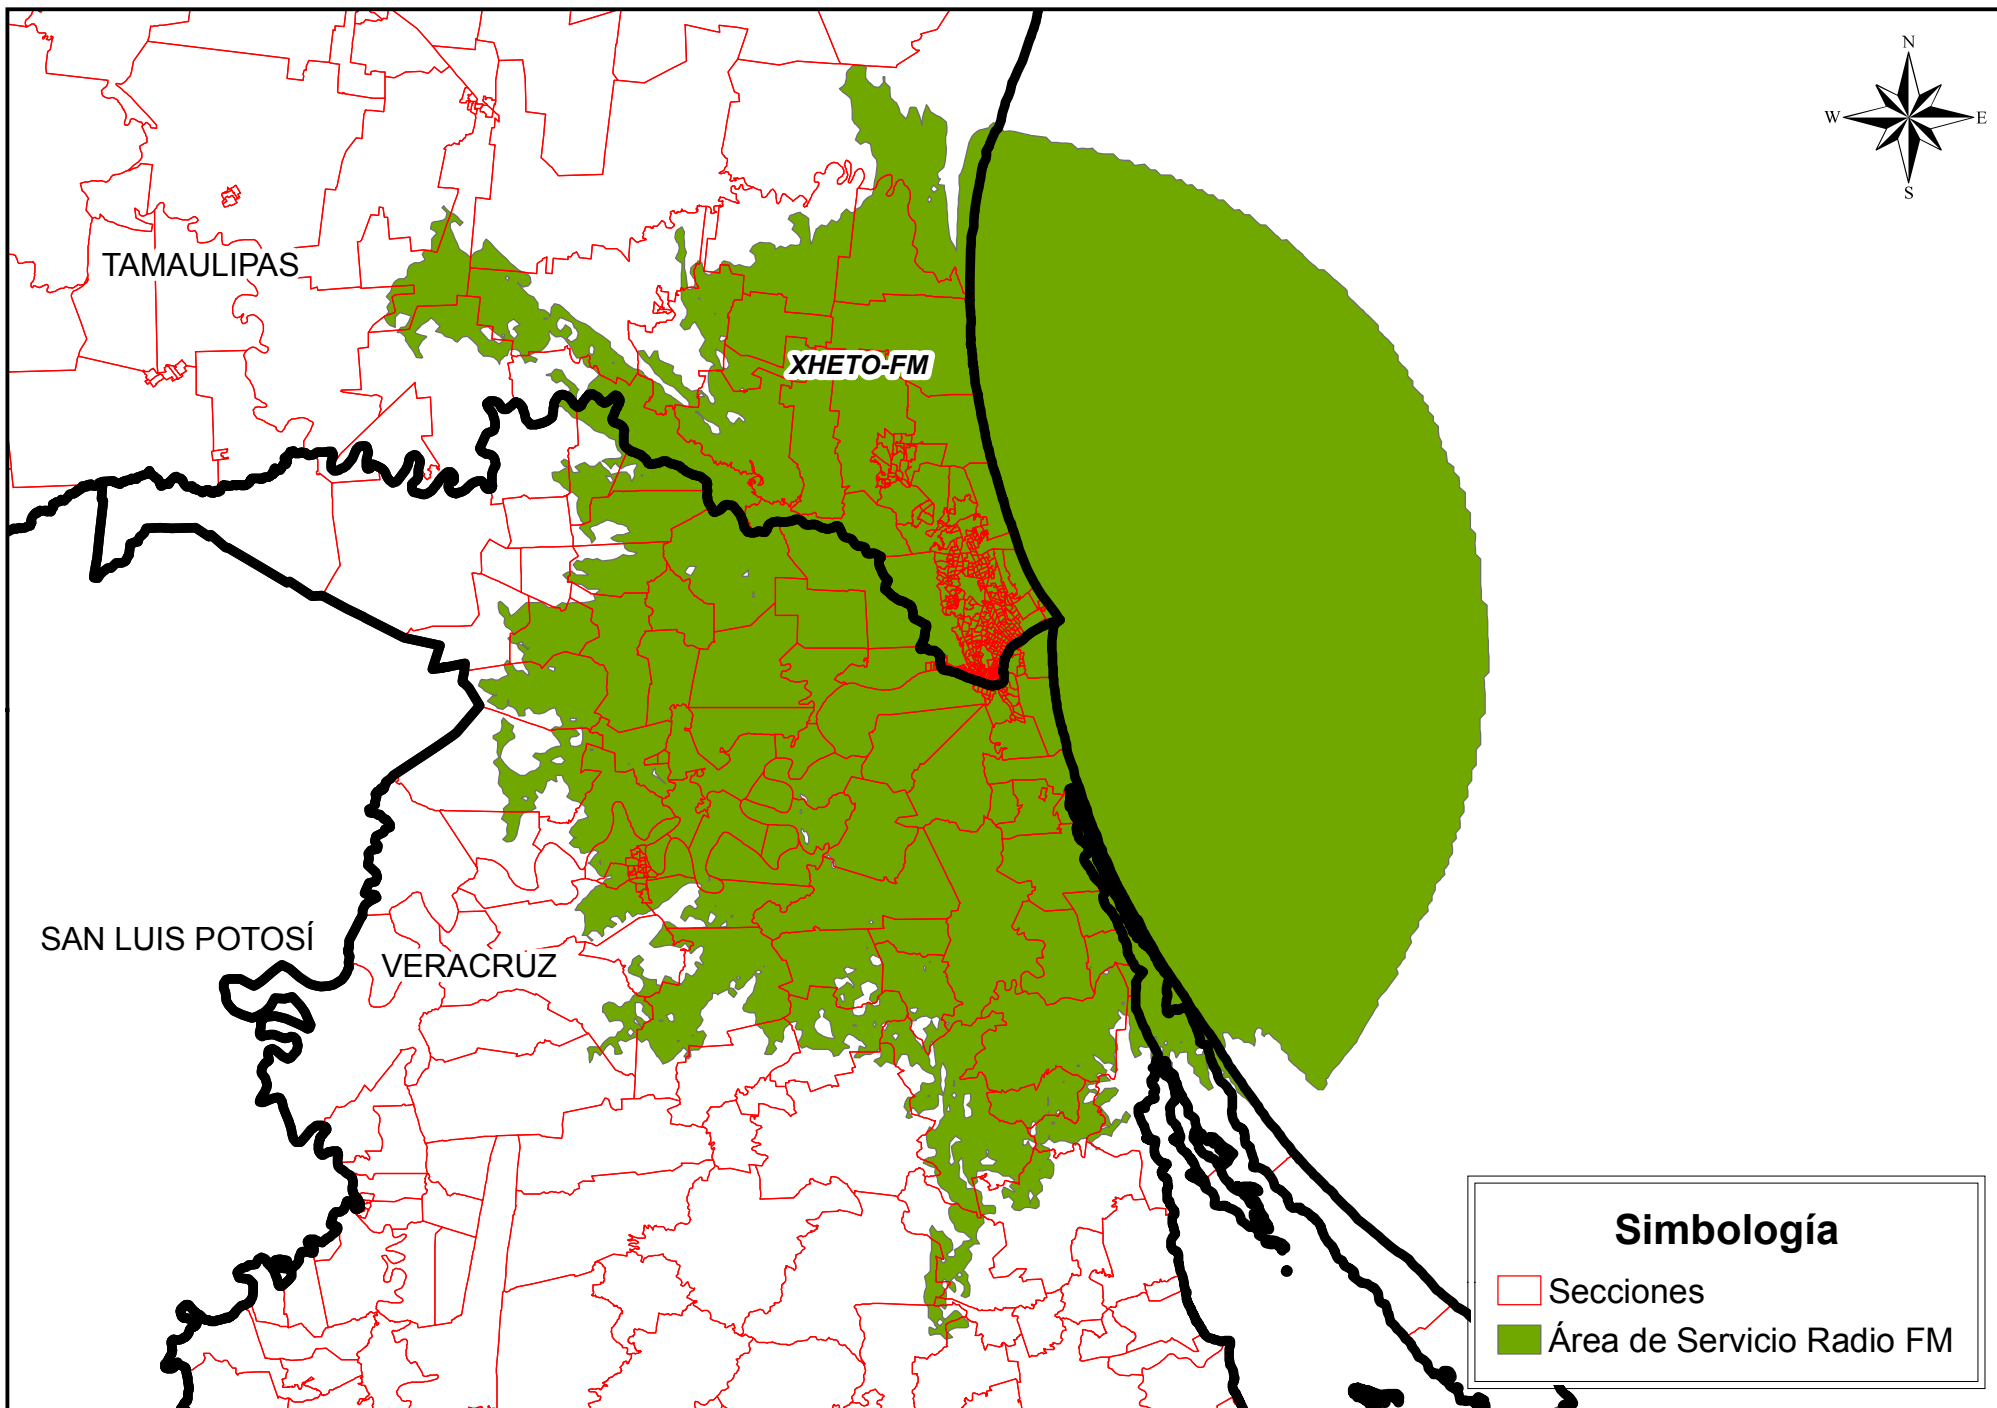 N
W E
S
TAMAULIPAS
XHETO-FM
SAN LUIS POTOSÍ
VERACRUZ
Simbología
Secciones
Área de Servicio Radio FM